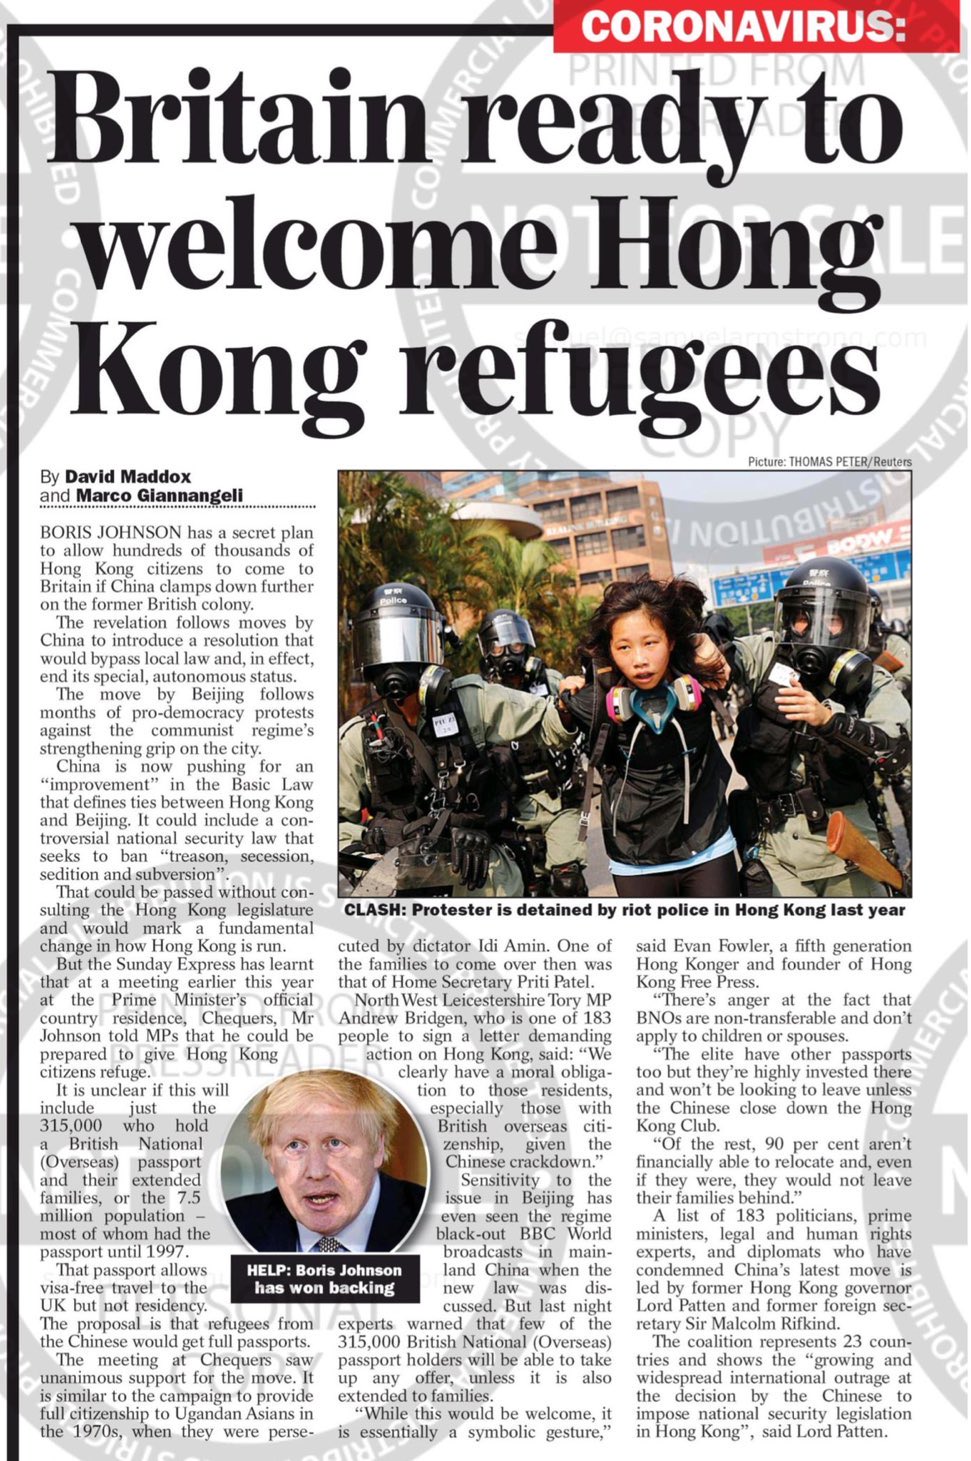 CORONAVIRUS:
Britain ready to
welcome Hong
Kong refugees
Picture: THOMAS PETER/Reuters
By David Maddox
and Marco Giannangeli
BORIS JOHNSON has a secret plan
to allow hundreds of thousands of
Hong Kong citizens to come to
Britain if China clamps down further
on the former British colony.
The revelation follows moves by
China to introduce a resolution that
would bypass local law and, in effect,
end its special, autonomous status.
The move by Beijing follows
months of pro-democracy protests
against the communist regime's
strengthening grip on the city.
China is now pushing for an
“improvement” in the Basic Law
that defines ties between Hong Kong
and Beijing. It could include a con-
troversial national security law that
seeks to ban “treason, secession,
sedition and subversion”.
That could be passed without con-
sulting the Hong Kong legislature
and would mark a fundamental
change in how Hong Kong is run.
But the Sunday Express has learnt
that at a meeting earlier this year
at the Prime Minister's official
country residence, Chequers, Mr
Johnson told MPs that he could be
prepared to give Hong Kong
citizens refuge.
It is unclear if this will
include just the
315,000 who hold
a British National
(Overseas) passport
and their extended
families, or the 7.5
million population –
most of whom had the
passport until 1997.
That passport allows
visa-free travel to the
UK but not residency.
The proposal is that refugees from
the Chinese would get full passports.
The meeting at Chequers saw
unanimous support for the move. It
is similar to the campaign to provide
full citizenship to Ugandan Asians in
the 1970s, when they were perse-
警察
Police
警察
Police
REALINK BUILDING
BODW
CLASH: Protester is detained by riot police in Hong Kong last year
cuted by dictator Idi Amin. One of
the families to come over then was
that of Home Secretary Priti Patel.
North West Leicestershire Tory MP
Andrew Bridgen, who is one of 183
people to sign a letter demanding
action on Hong Kong, said: “We
clearly have a moral obliga-
tion to those residents,
especially those with
British overseas citi-
zenship, given the
Chinese crackdown.”
Sensitivity to the
issue in Beijing has
even seen the regime
black-out BBC World
broadcasts in main-
land China when the
new law was dis-
cussed. But last night
experts warned that few of the
315,000 British National (Overseas)
passport holders will be able to take
up any offer, unless it is also
extended to families.
“While this would be welcome, it
is essentially a symbolic gesture,”
HELP: Boris Johnson
has won backing
said Evan Fowler, a fifth generation
Hong Konger and founder of Hong
Kong Free Press.
“There's anger at the fact that
BNOs are non-transferable and don't
apply to children or spouses.
“The elite have other passports
too but they're highly invested there
and won't be looking to leave unless
the Chinese close down the Hong
Kong Club.
“Of the rest, 90 per cent aren't
financially able to relocate and, even
if they were, they would not leave
their families behind.”
A list of 183 politicians, prime
ministers, legal and human rights
experts, and diplomats who have
condemned China's latest move is
led by former Hong Kong governor
Lord Patten and former foreign sec-
retary Sir Malcolm Rifkind.
The coalition represents 23 coun-
tries and shows the “growing and
widespread international outrage at
the decision by the Chinese to
impose national security legislation
in Hong Kong”, said Lord Patten.
PRINTED FROM
PRESSREADER
NOT FOR SALE
samuel@samuelarmstrong.com
PERSONAL
COPY